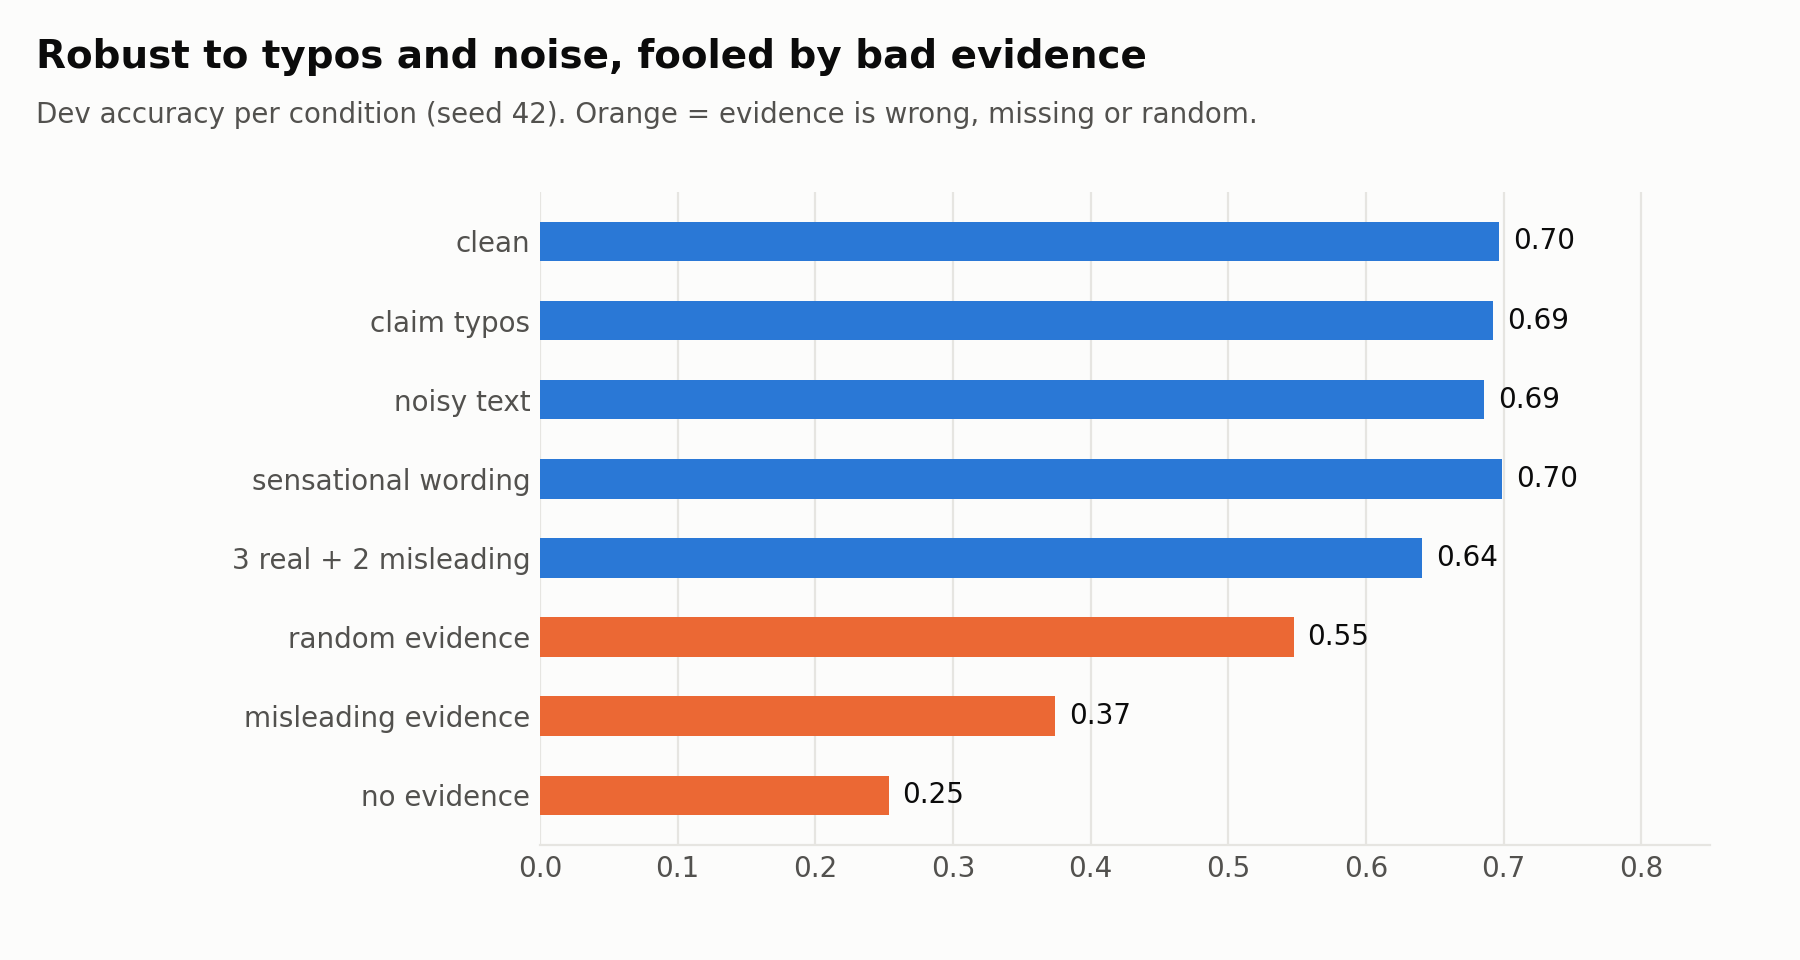 Robust to typos and noise, fooled by bad evidence
Dev accuracy per condition (seed 42). Orange = evidence is wrong, missing or random.
clean 0.70
claim typos 0.69
noisy text 0.69
sensational wording 0.70
3 real + 2 misleading 0.64
random evidence 0.55
misleading evidence 0.37
no evidence 0.25
0.0 0.1 0.2 0.3 0.4 0.5 0.6 0.7 0.8